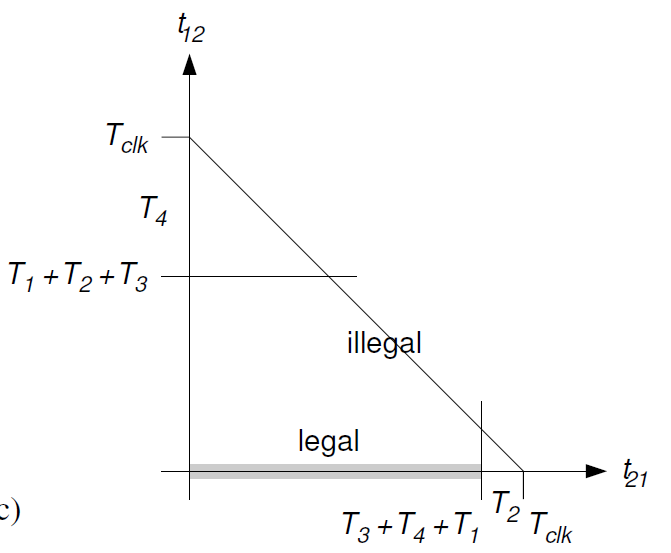 t12
Tclk
T4
T1 + T2 + T3
illegal
legal
t21
c)
T3 + T4 + T1
T2
Tclk